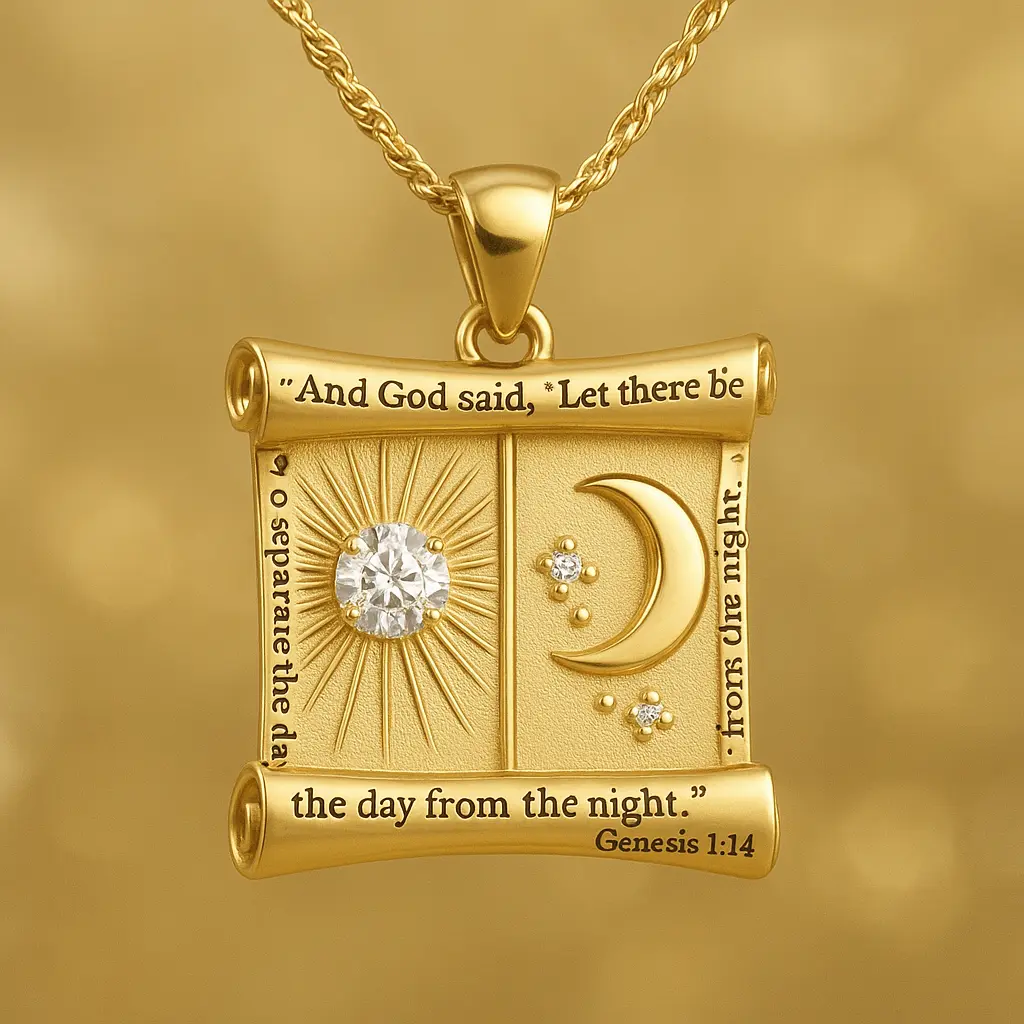 "And God said, *Let there be
o separare the da
from the night.
the day from the night.”
Genesis 1:14